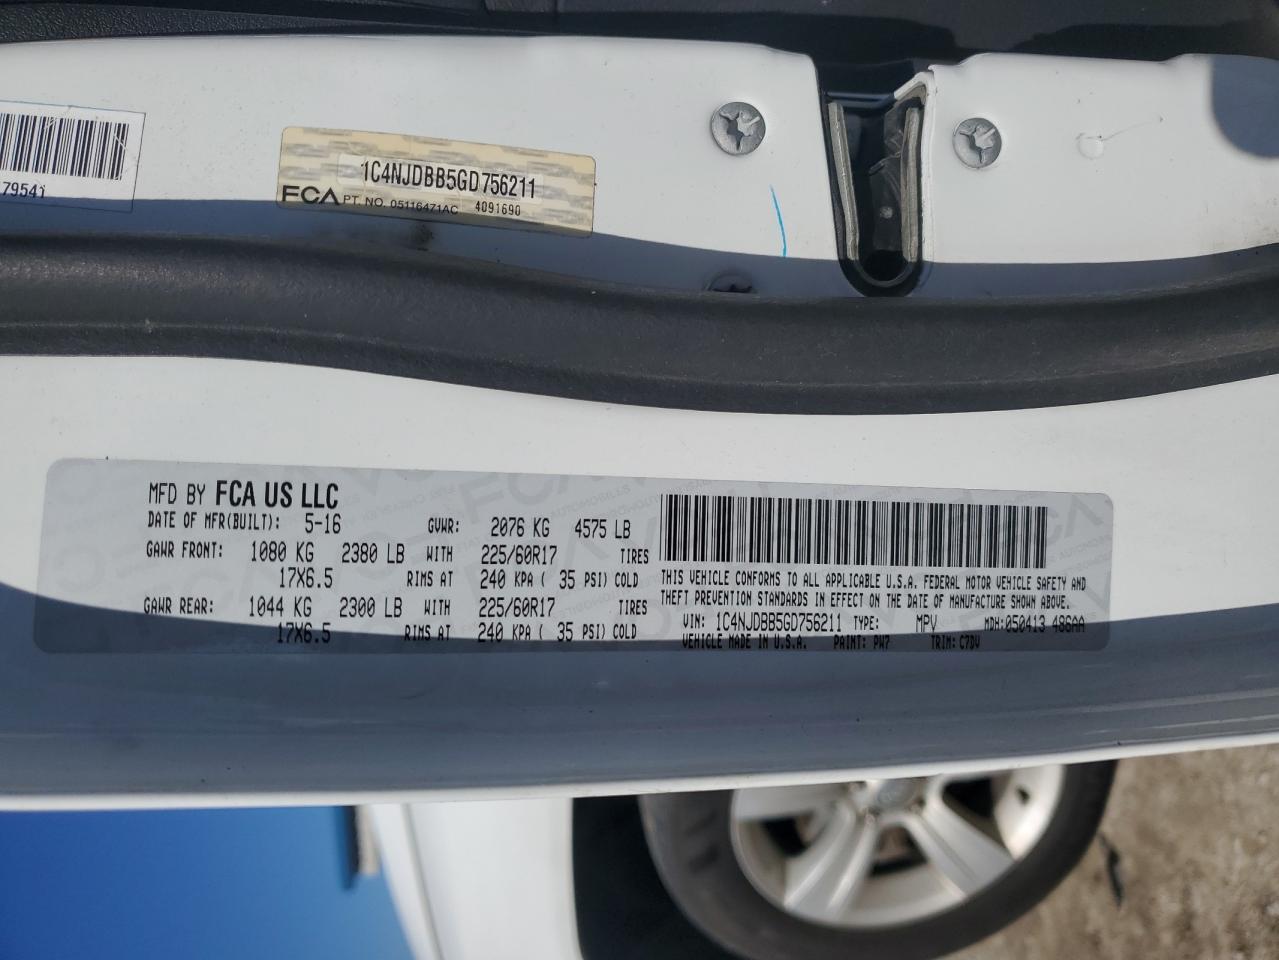 79541
1C4NJDBB5GD756211
FCA PT. NO. 05116471AC 4091690
MFD BY FCA US LLC
DATE OF MFR(BUILT): 5-16 GVWR: 2076 KG 4575 LB
GAWR FRONT: 1080 KG 2380 LB WITH 225/60R17 TIRES
17X6.5 RIMS AT 240 KPA ( 35 PSI) COLD
GAWR REAR: 1044 KG 2300 LB WITH 225/60R17 TIRES
17X6.5 RIMS AT 240 KPA ( 35 PSI) COLD
THIS VEHICLE CONFORMS TO ALL APPLICABLE U.S.A. FEDERAL MOTOR VEHICLE SAFETY AND
THEFT PREVENTION STANDARDS IN EFFECT ON THE DATE OF MANUFACTURE SHOWN ABOVE.
VIN: 1C4NJDBB5GD756211 TYPE: MPV MDH: 050413 486AA
VEHICLE MADE IN U.S.A. PAINT: PW7 TRIM: C7DV